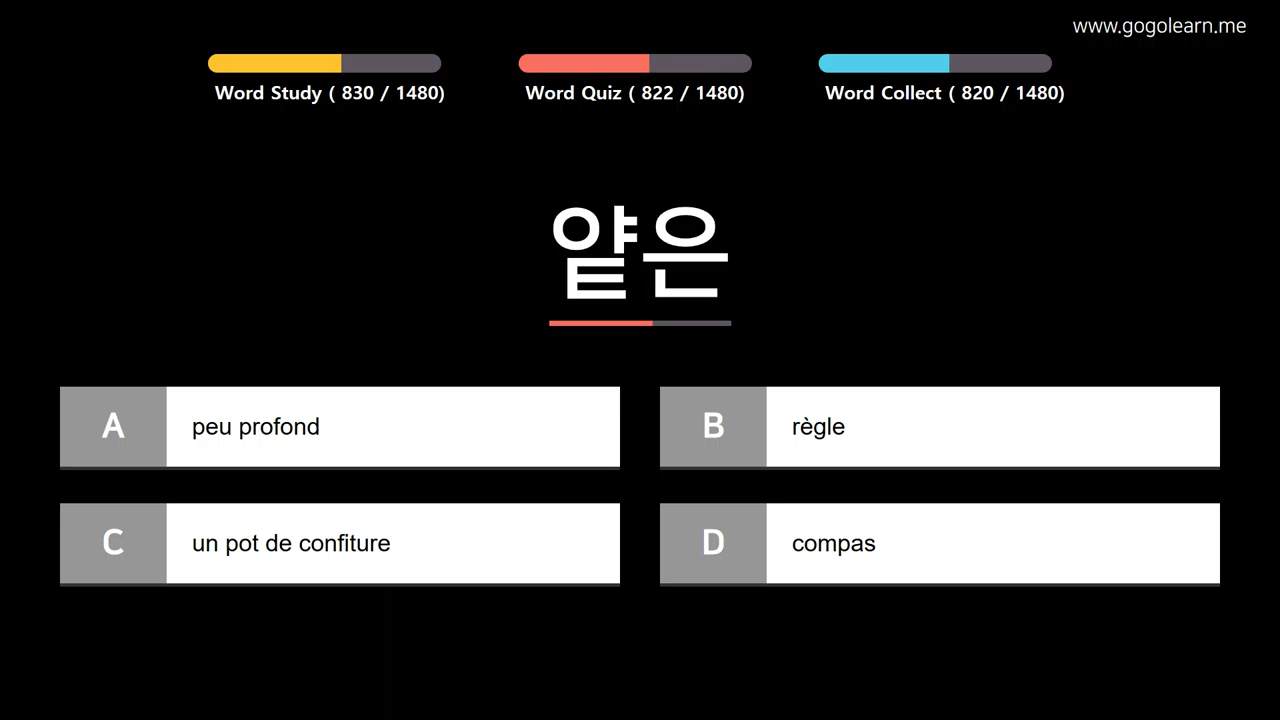 www.gogolearn.me
Word Study ( 830 / 1480)
Word Quiz ( 822 / 1480)
Word Collect ( 820 / 1480)
얕은
A peu profond
B règle
C un pot de confiture
D compas